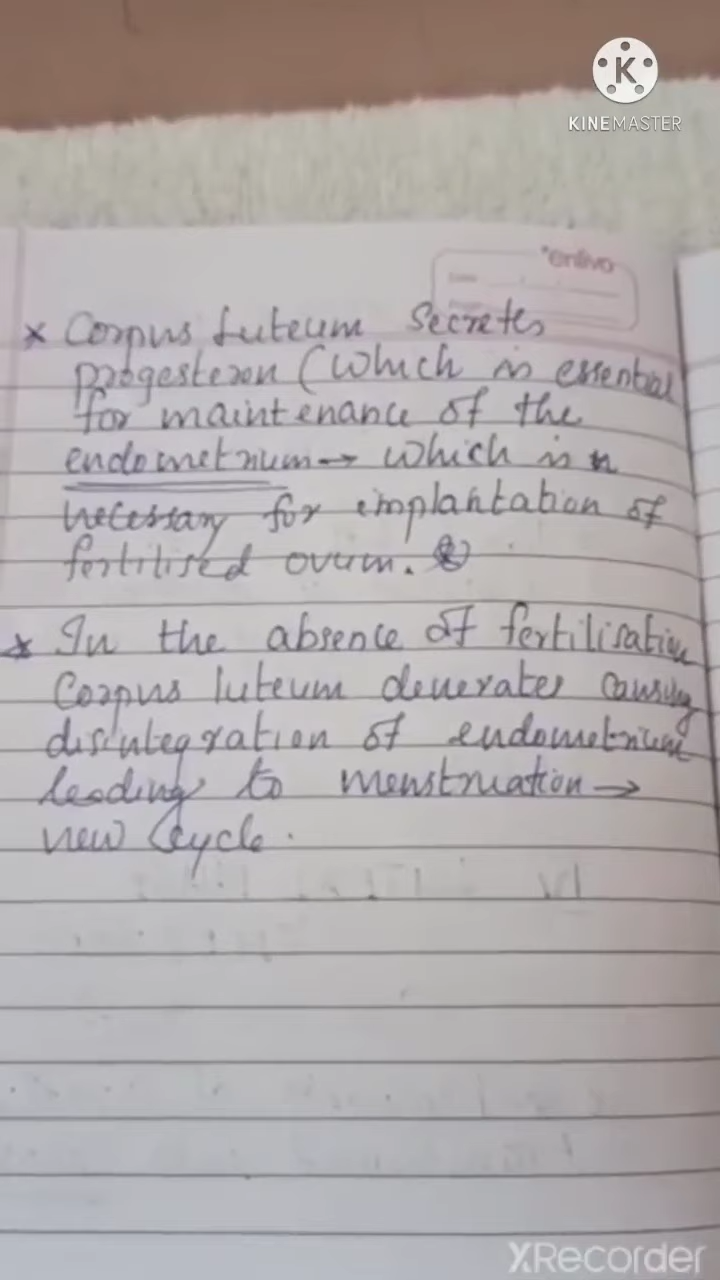 KINEMASTER
enlivo
* Corpus luteum Secretes
progesteron (which is essential
for maintenance of the
endometrium → which is n
necessary for implantation of
fertilised ovum.
* In the absence of fertilisation
Corpus luteum denerates causing
disintegration of endometrium
leading to menstruation →
new cycle.
XRecorder